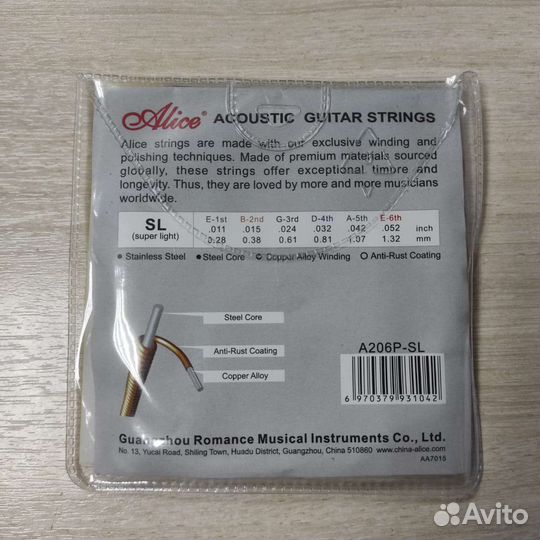 Alice® ACOUSTIC GUITAR STRINGS
Alice strings are made with our exclusive winding and
polishing techniques. Made of premium materials sourced
globally, these strings offer exceptional timbre and
longevity. Thus, they are loved by more and more musicians
worldwide.
SL
(super light)
E-1st B-2nd G-3rd D-4th A-5th E-6th
.011 .015 .024 .032 .042 .052 inch
0.28 0.38 0.61 0.81 1.07 1.32 mm
Stainless Steel Steel Core Copper Alloy Winding Anti-Rust Coating
Steel Core
Anti-Rust Coating
Copper Alloy
A206P-SL
6 970379 931042
Guangzhou Romance Musical Instruments Co., Ltd.
No. 13, Yucai Road, Shiling Town, Huadu District, Guangzhou, China 510860 www.china-alice.com
AA7015
Avito